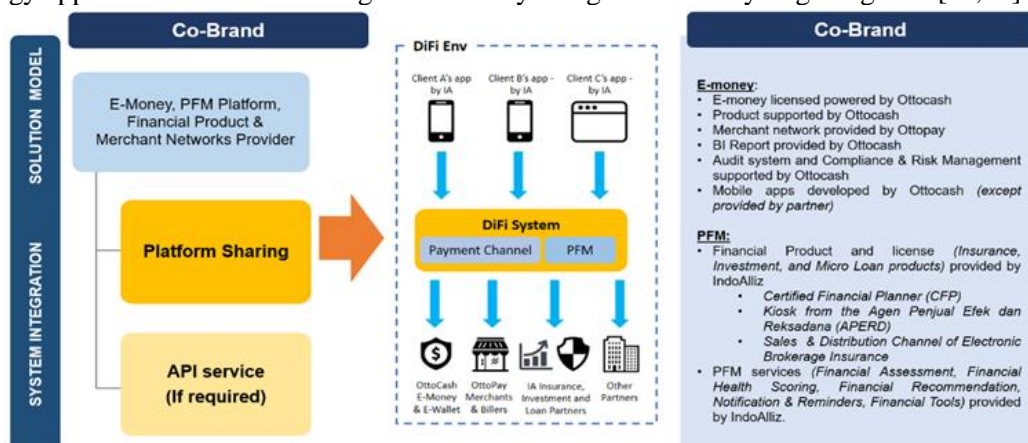 Co-Brand
SOLUTION MODEL
SYSTEM INTEGRATION
E-Money, PFM Platform,
Financial Product &
Merchant Networks Provider
Platform Sharing
API service
(If required)
DiFi Env
Client A's app -
by IA
Client B's app -
by IA
Client C's app -
by IA
DiFi System
Payment Channel
PFM
OttoCash
E-Money
& E-Wallet
OttoPay
Merchants
& Billers
IA Insurance,
Investment and
Loan Partners
Other
Partners
Co-Brand
E-money:
• E-money licensed powered by Ottocash
• Product supported by Ottocash
• Merchant network provided by Ottopay
• BI Report provided by Ottocash
• Audit system and Compliance & Risk Management
supported by Ottocash
• Mobile apps developed by Ottocash (except
provided by partner)
PFM:
• Financial Product and license (Insurance,
Investment, and Micro Loan products) provided by
IndoAlliz
• Certified Financial Planner (CFP)
• Kiosk from the Agen Penjual Efek dan
Reksadana (APERD)
• Sales & Distribution Channel of Electronic
Brokerage Insurance
• PFM services (Financial Assessment, Financial
Health Scoring, Financial Recommendation,
Notification & Reminders, Financial Tools) provided
by IndoAlliz.